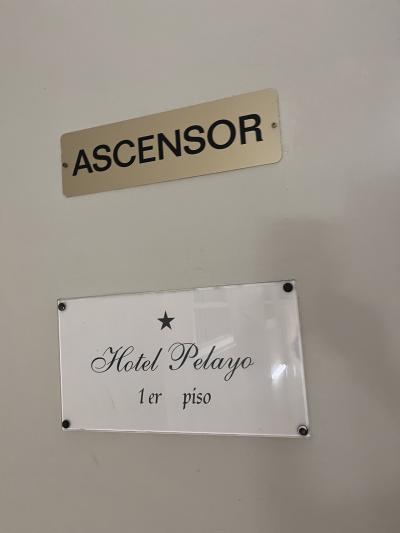 ASCENSOR
Hotel Pelayo
1er piso